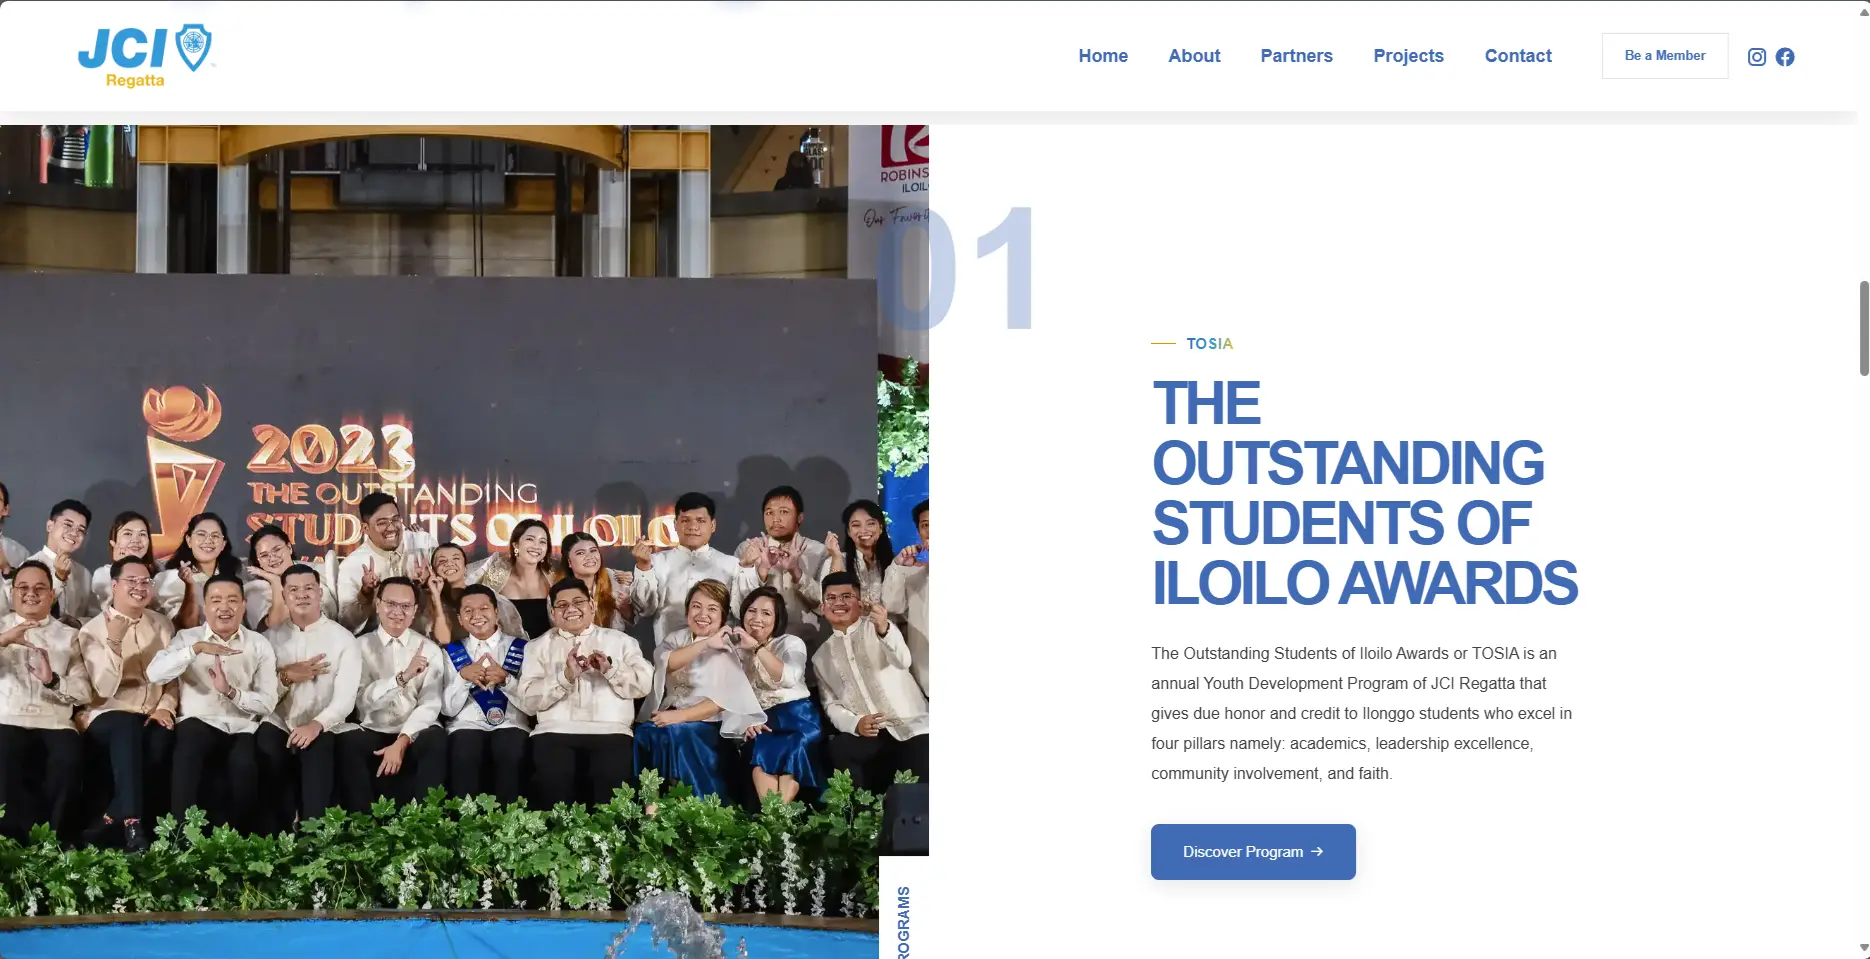 JCI
Regatta
Home
About
Partners
Projects
Contact
Be a Member
ROBINS
ILOIL
Our
01
2023
THE OUTSTANDING
STUDENTS OF ILOILO
TOSIA
THE
OUTSTANDING
STUDENTS OF
ILOILO AWARDS
The Outstanding Students of Iloilo Awards or TOSIA is an
annual Youth Development Program of JCI Regatta that
gives due honor and credit to Ilonggo students who excel in
four pillars namely: academics, leadership excellence,
community involvement, and faith.
Discover Program →
ROGRAMS